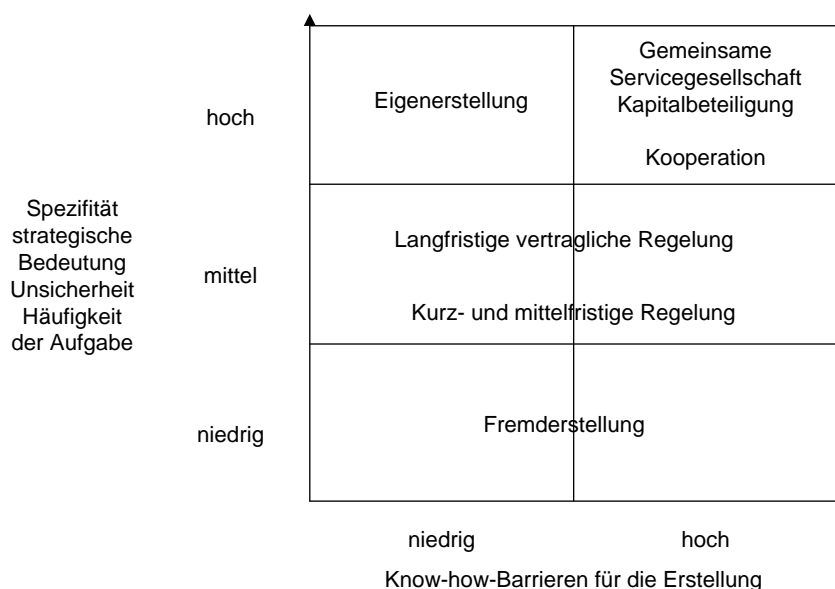 Gemeinsame
Servicegesellschaft
Kapitalbeteiligung
Eigenerstellung
hoch
Kooperation
Spezifität
strategische
Bedeutung
Unsicherheit
Häufigkeit
der Aufgabe
Langfristige vertragliche Regelung
mittel
Kurz- und mittelfristige Regelung
niedrig
Fremderstellung
niedrig
hoch
Know-how-Barrieren für die Erstellung